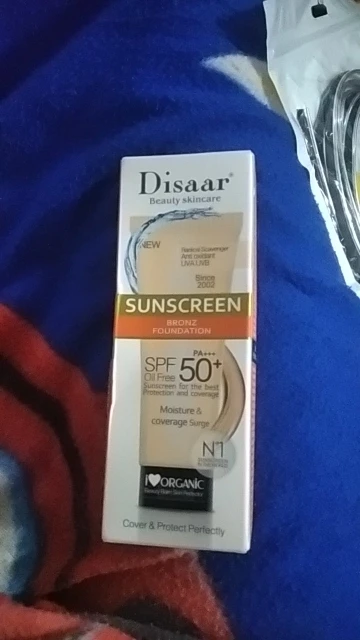 Disaar®
Beauty skincare
NEW
Radical Scavenger
Anti oxidant
UVA UVB
Since
2002
SUNSCREEN
BRONZ
FOUNDATION
PA+++
SPF 50+
Oil Free
Sunscreen for the best
Protection and coverage
Moisture &
coverage Surge
N°1
I♥ORGANIC
Cover & Protect Perfectly